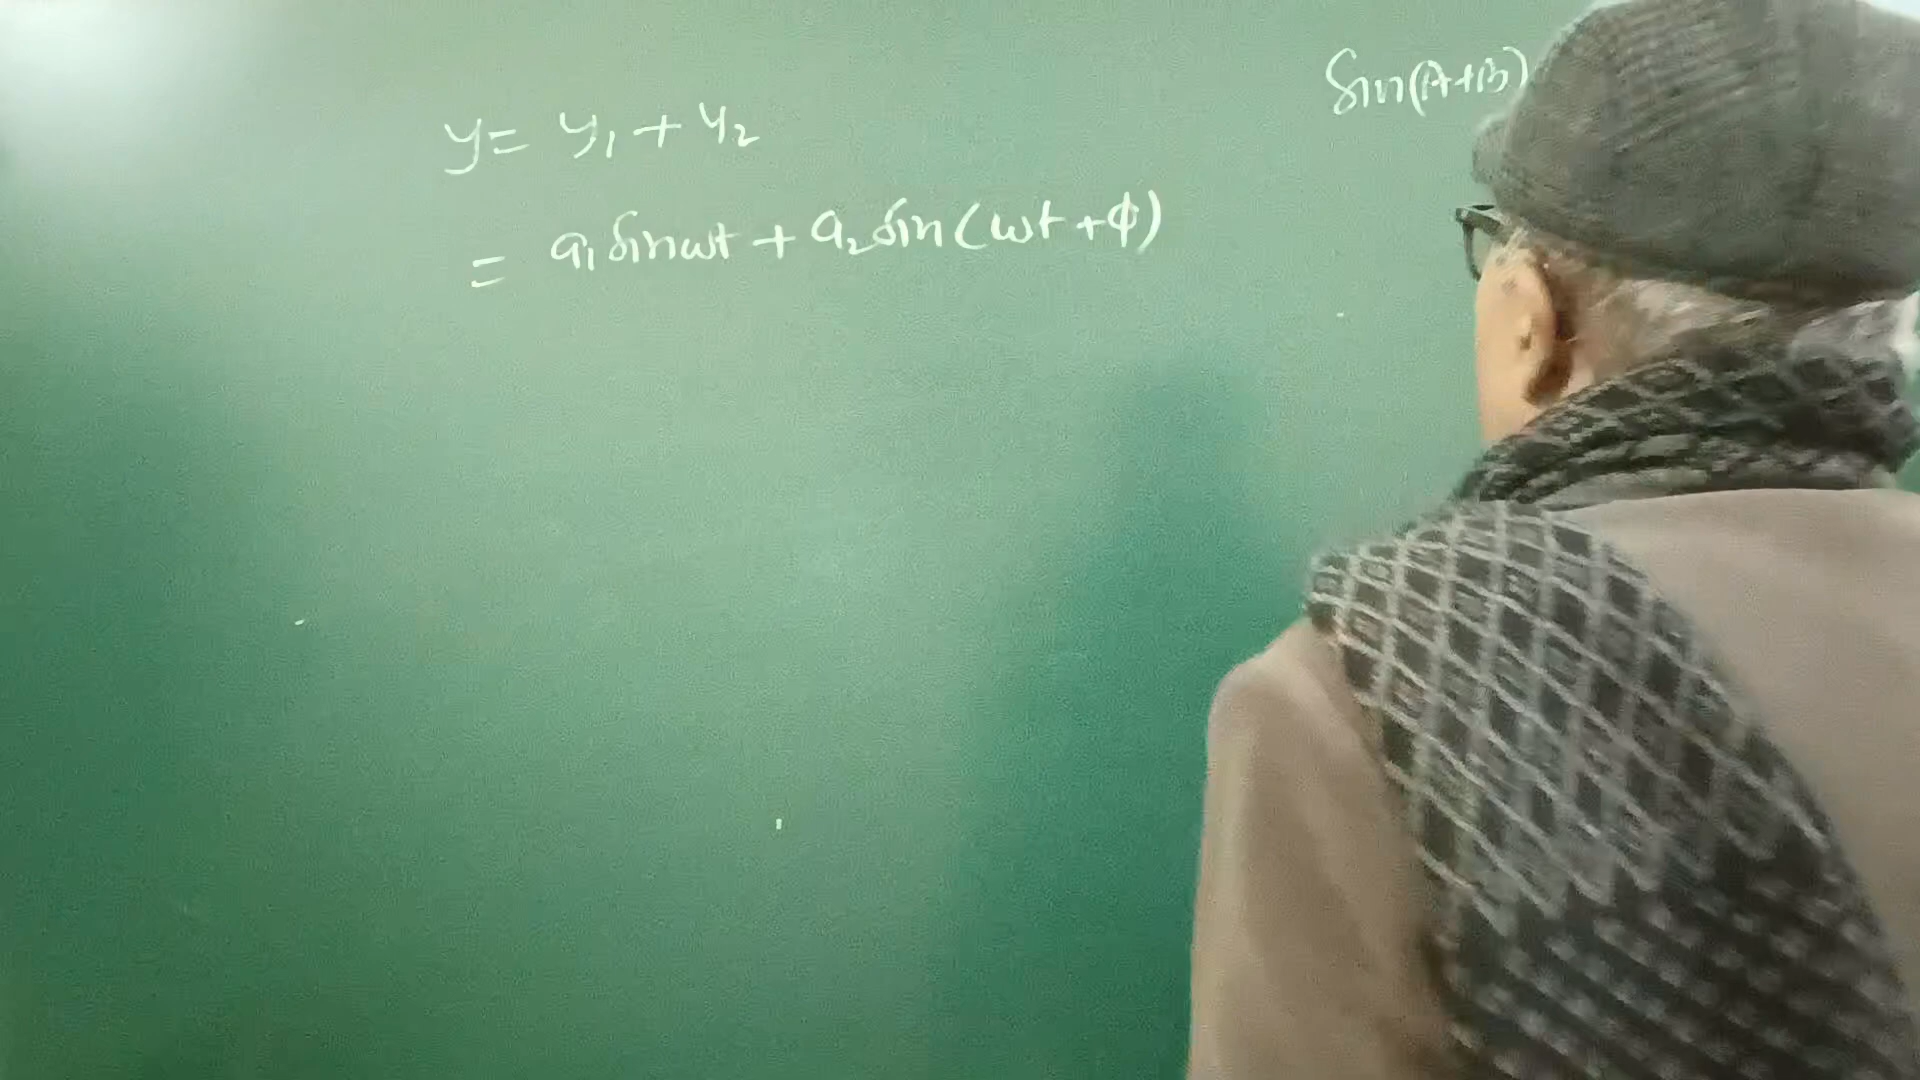 y = y₁ + y₂
= a₁ sinωt + a₂ sin(ωt + φ)
Sin(A+B)